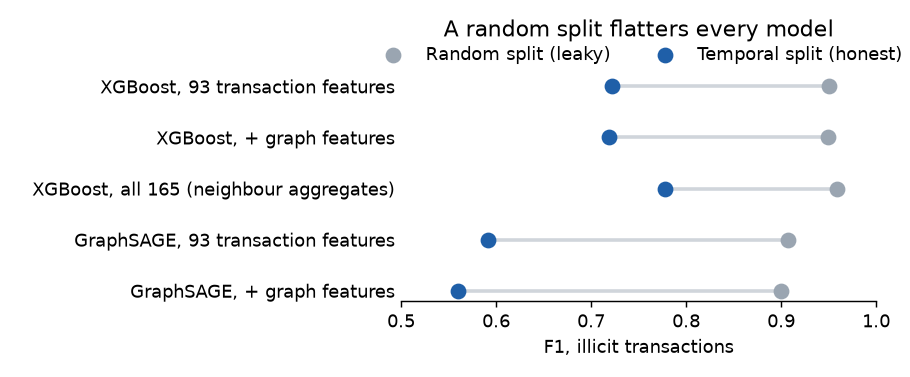 A random split flatters every model
Random split (leaky) Temporal split (honest)
XGBoost, 93 transaction features
XGBoost, + graph features
XGBoost, all 165 (neighbour aggregates)
GraphSAGE, 93 transaction features
GraphSAGE, + graph features
0.5 0.6 0.7 0.8 0.9 1.0
F1, illicit transactions